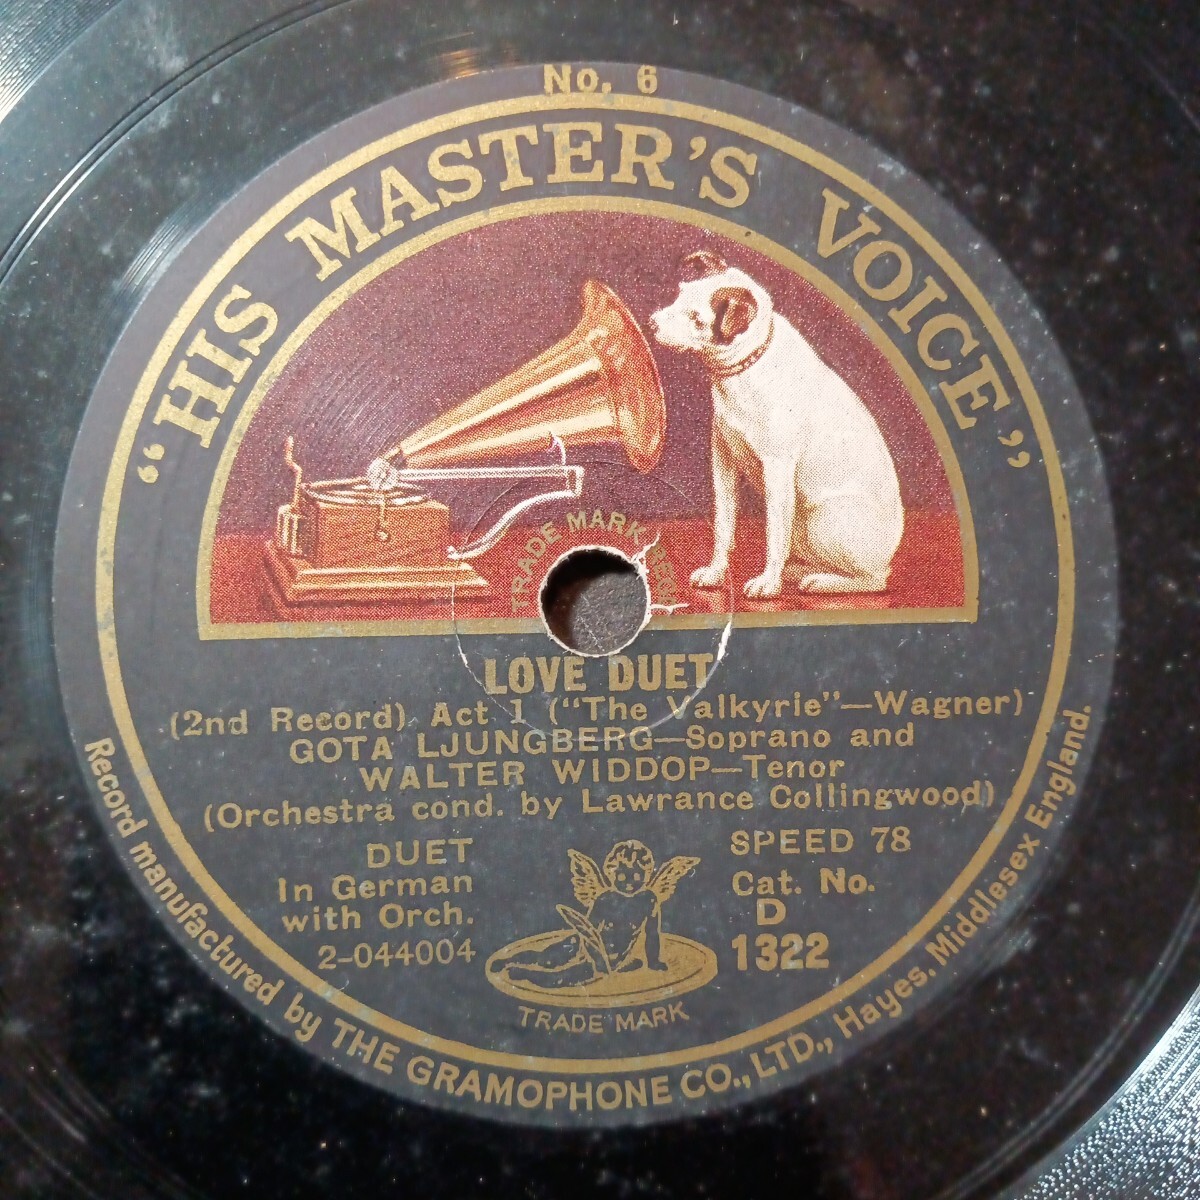 No. 6
“HIS MASTER’S VOICE”
TRADE MARK REGD
LOVE DUET
(2nd Record) Act 1 (“The Valkyrie”—Wagner)
GOTA LJUNGBERG—Soprano and
WALTER WIDDOP—Tenor
(Orchestra cond. by Lawrance Collingwood)
DUET
In German
with Orch.
2-044004
SPEED 78
Cat. No.
D
1322
TRADE MARK
Record manufactured by THE GRAMOPHONE CO., LTD., Hayes, Middlesex England.